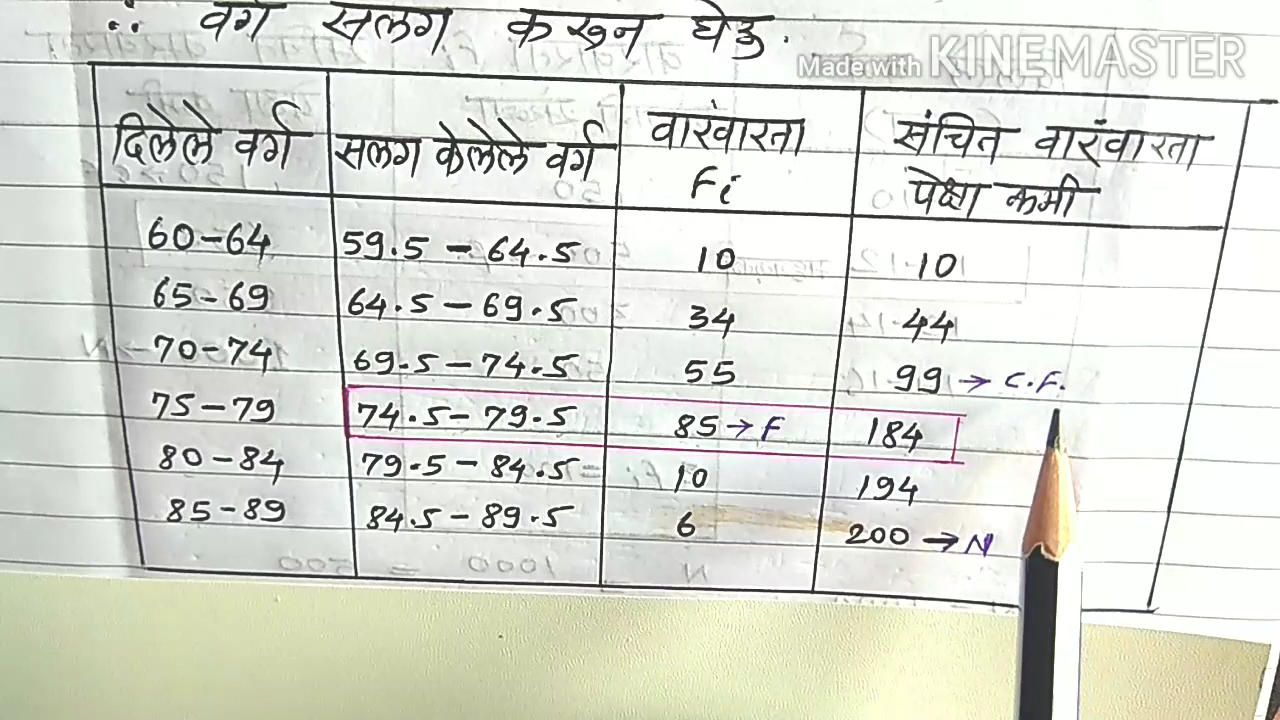 ∴ वर्ग सलग करून घेऊ.
Made with KINEMASTER
दिलेले वर्ग सलग केलेले वर्ग वारंवारता Fi संचित वारंवारता पेक्षा कमी
60-64 59.5 - 64.5 10 10
65-69 64.5 - 69.5 34 44
70-74 69.5 - 74.5 55 99 → C.F.
75-79 74.5 - 79.5 85 → F 184
80-84 79.5 - 84.5 10 194
85-89 84.5 - 89.5 6 200 → N